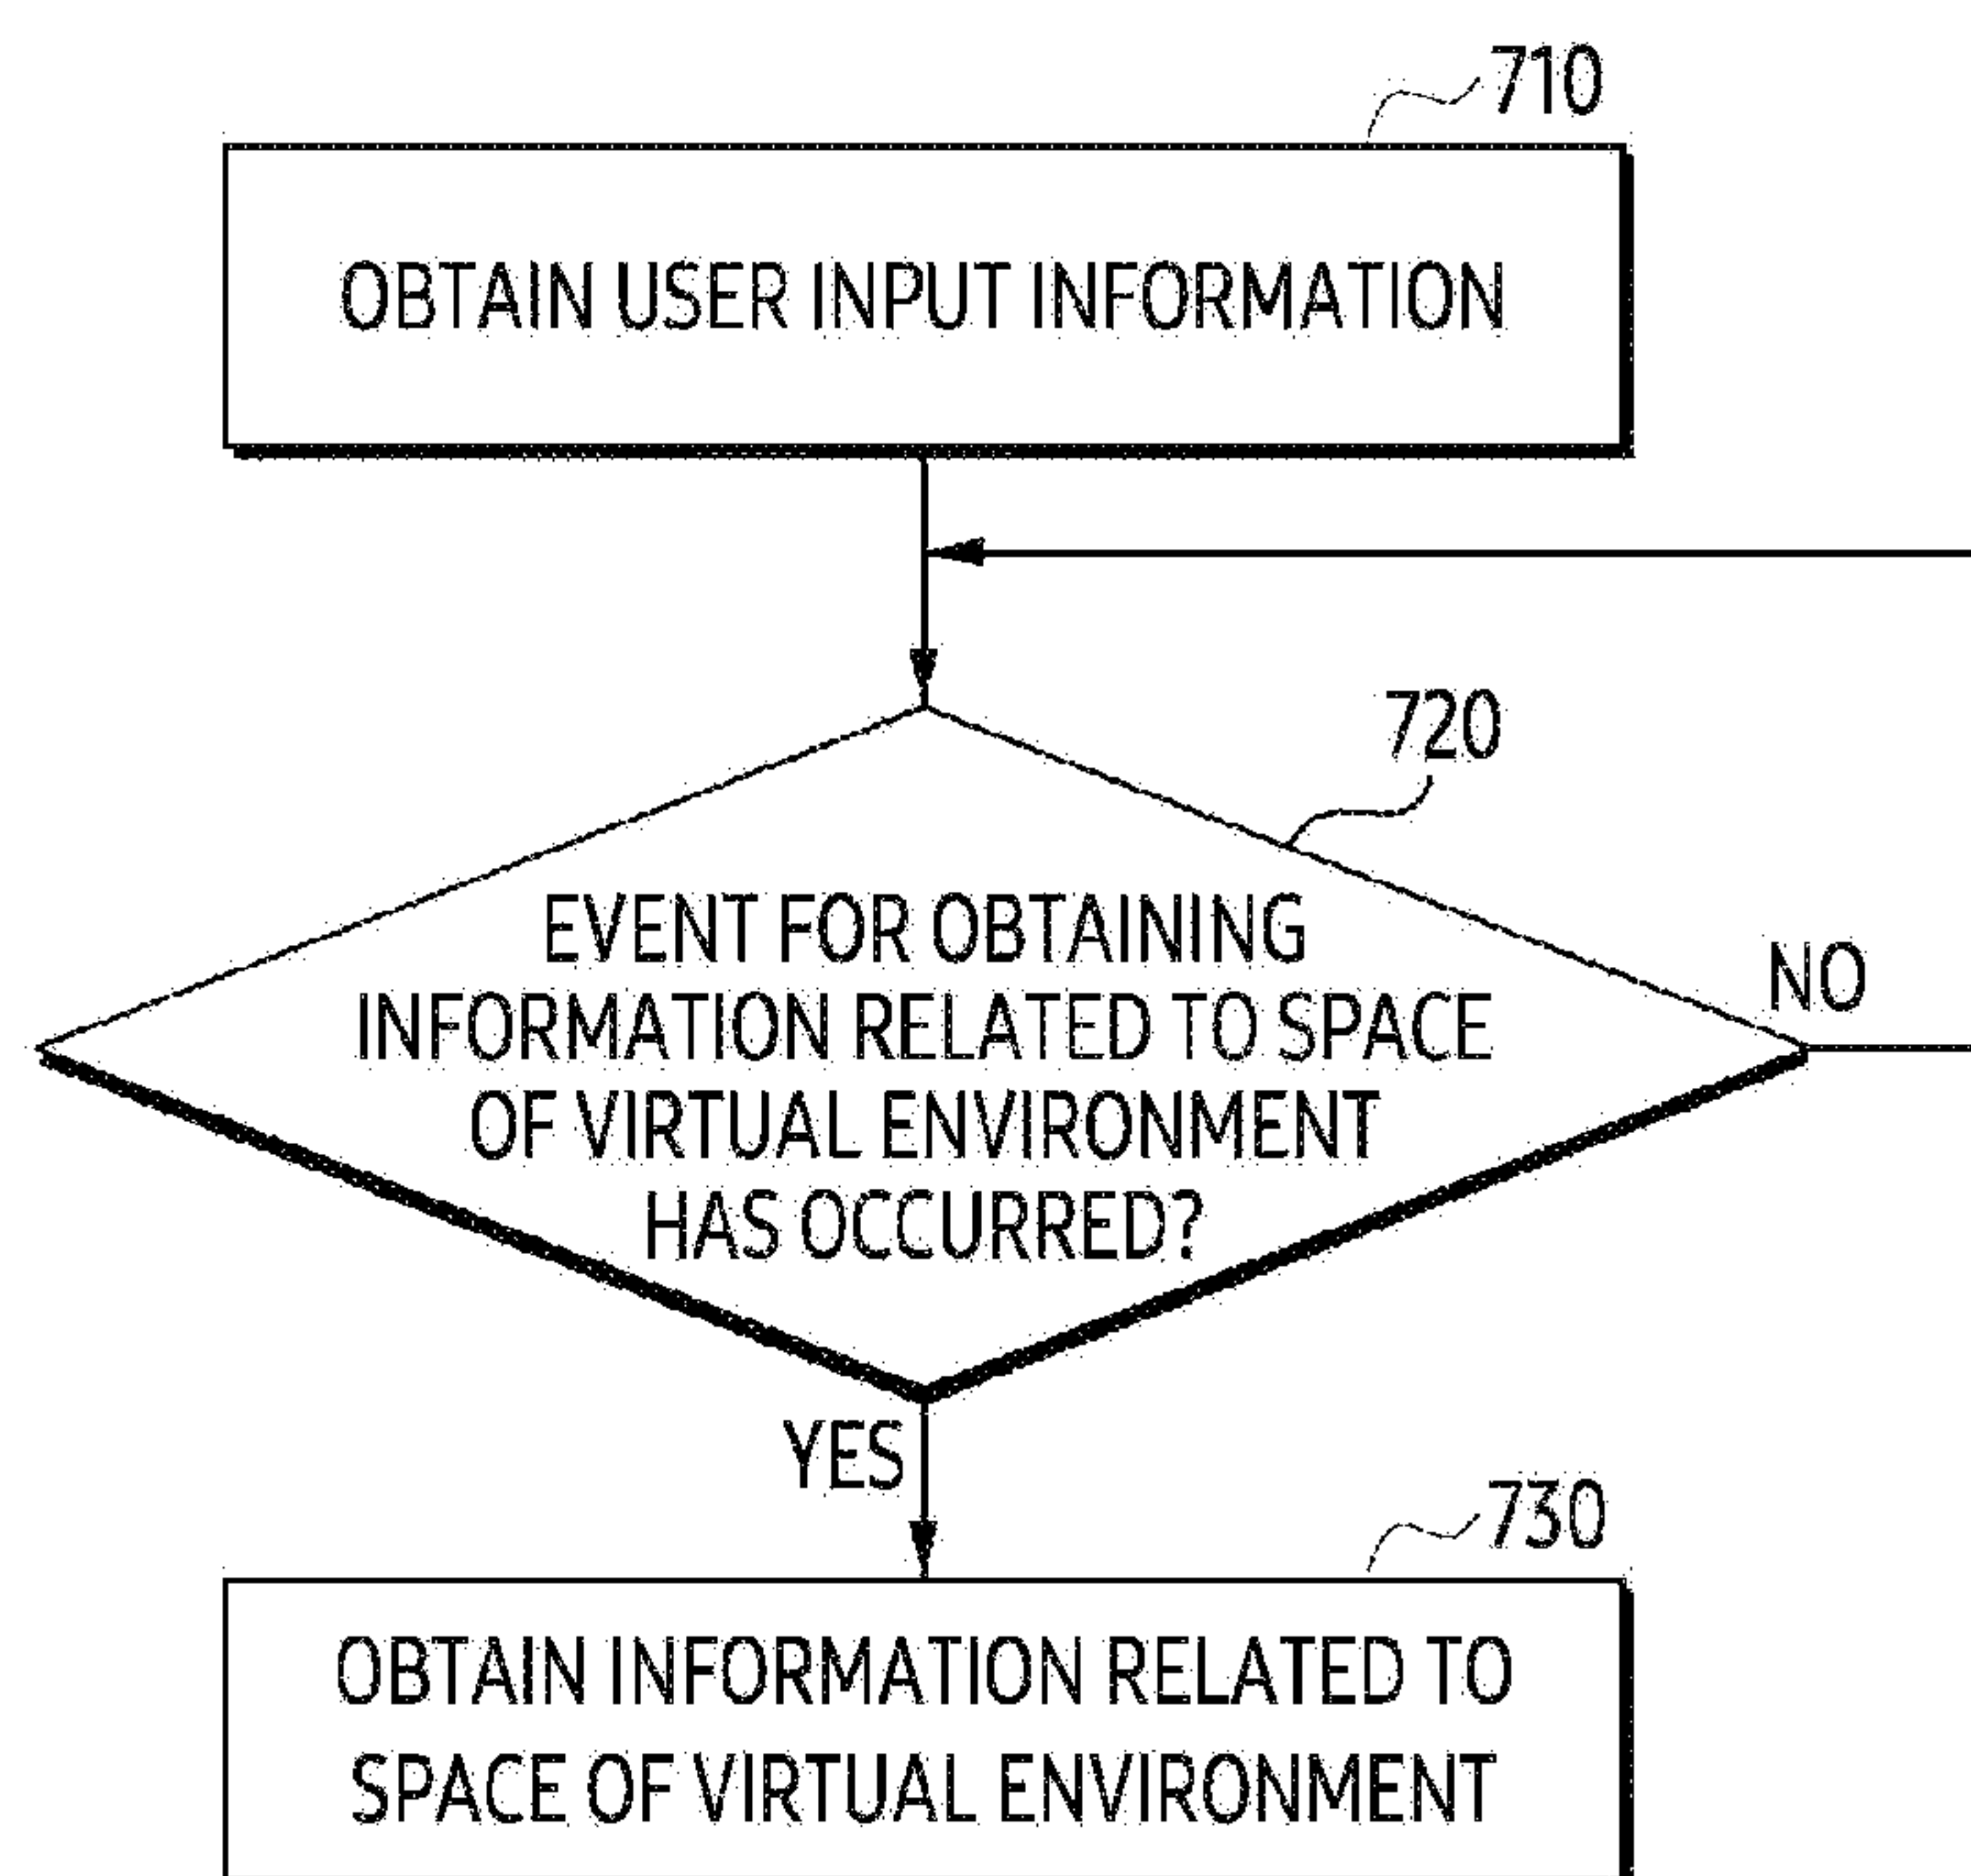 710
OBTAIN USER INPUT INFORMATION
720
EVENT FOR OBTAINING
INFORMATION RELATED TO SPACE
OF VIRTUAL ENVIRONMENT
HAS OCCURRED?
NO
YES
730
OBTAIN INFORMATION RELATED TO
SPACE OF VIRTUAL ENVIRONMENT